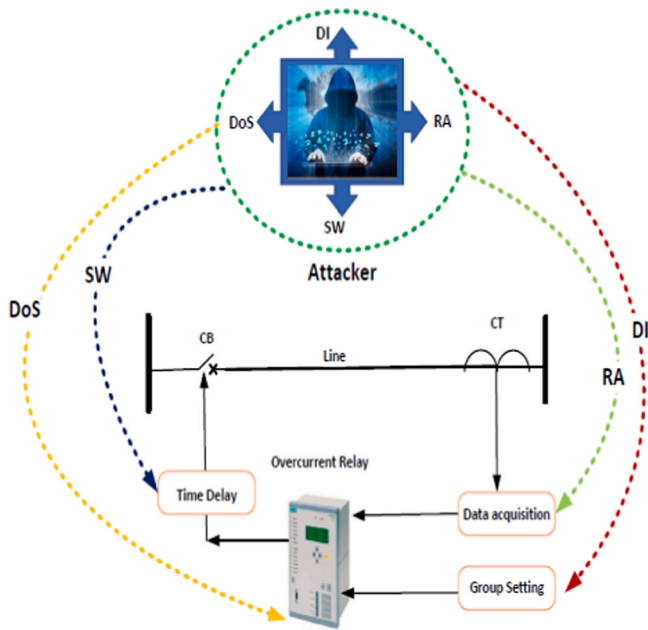 DI
DoS
RA
SW
Attacker
SW
DoS
CB
CT
DI
Line
RA
Overcurrent Relay
Time Delay
Data acquisition
Group Setting